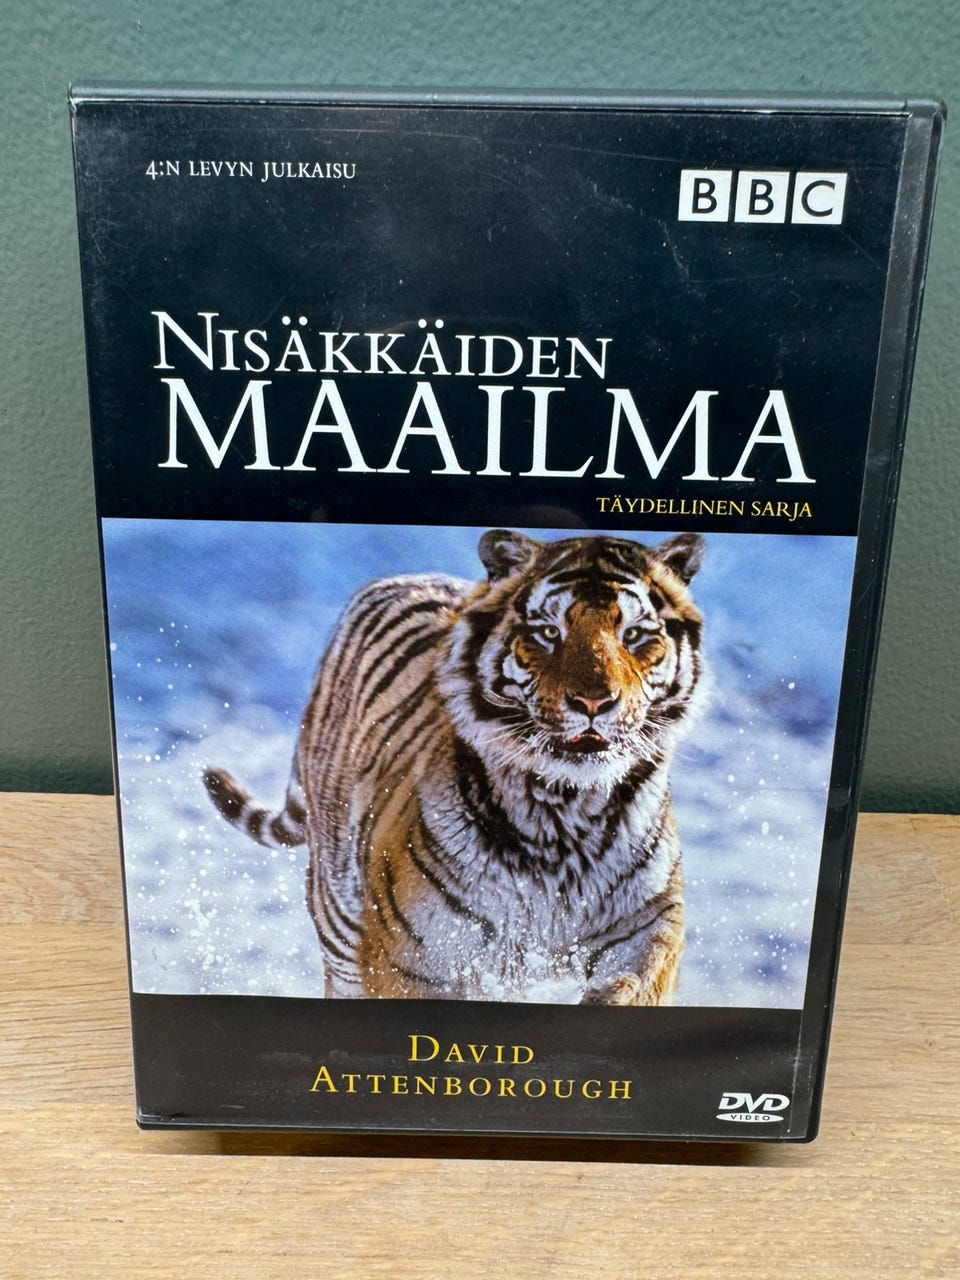 4:N LEVYN JULKAISU
BBC
NISÄKKÄIDEN
MAAILMA
TÄYDELLINEN SARJA
DAVID
ATTENBOROUGH
DVD
VIDEO